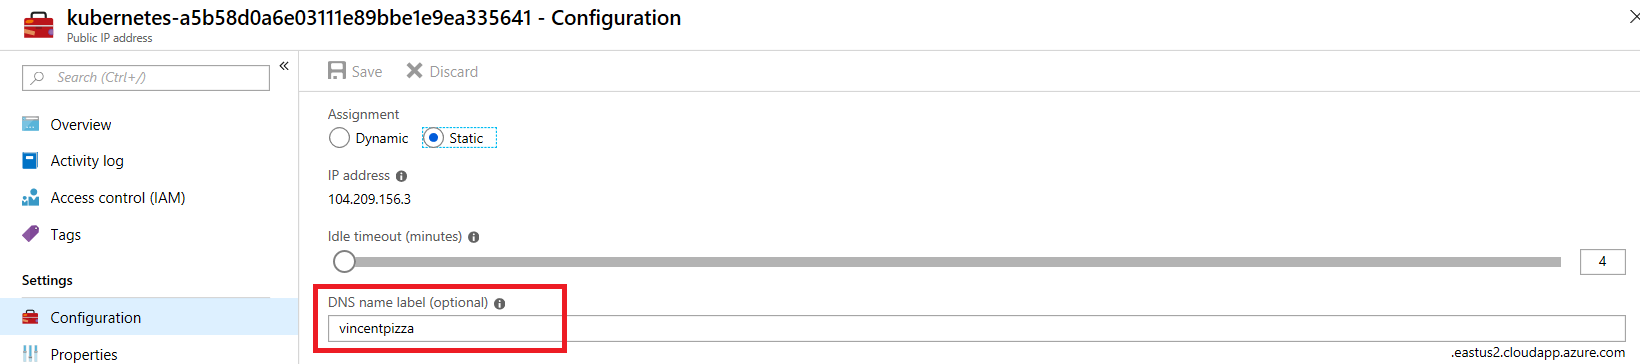 kubernetes-a5b58d0a6e03111e89bbe1e9ea335641 - Configuration
Public IP address
Search (Ctrl+/)
«
Overview
Activity log
Access control (IAM)
Tags
Settings
Configuration
Properties
Save Discard
Assignment
Dynamic Static
IP address
104.209.156.3
Idle timeout (minutes)
4
DNS name label (optional)
vincentpizza
.eastus2.cloudapp.azure.com